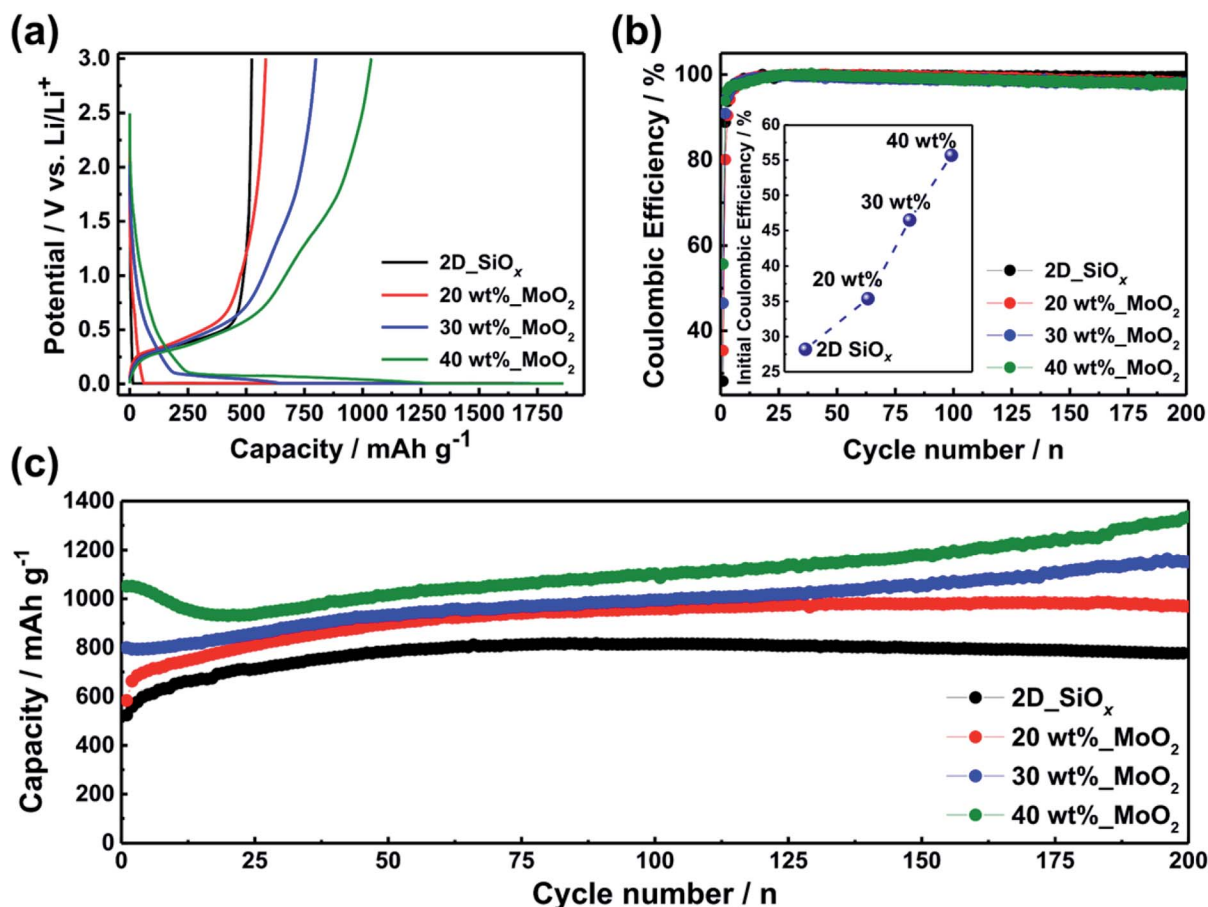 (a)
3.0
2.5
2.0
1.5
1.0
0.5
0.0
Potential / V vs. Li/Li⁺
0 250 500 750 1000 1250 1500 1750
Capacity / mAh g⁻¹
2D_SiOₓ
20 wt%_MoO₂
30 wt%_MoO₂
40 wt%_MoO₂
(b)
100
80
60
40
Coulombic Efficiency / %
0 25 50 75 100 125 150 175 200
Cycle number / n
60
55
50
45
40
35
30
25
Initial Coulombic Efficiency / %
40 wt%
30 wt%
20 wt%
2D SiOₓ
2D_SiOₓ
20 wt%_MoO₂
30 wt%_MoO₂
40 wt%_MoO₂
(c)
1400
1200
1000
800
600
400
200
0
Capacity / mAh g⁻¹
0 25 50 75 100 125 150 175 200
Cycle number / n
2D_SiOₓ
20 wt%_MoO₂
30 wt%_MoO₂
40 wt%_MoO₂